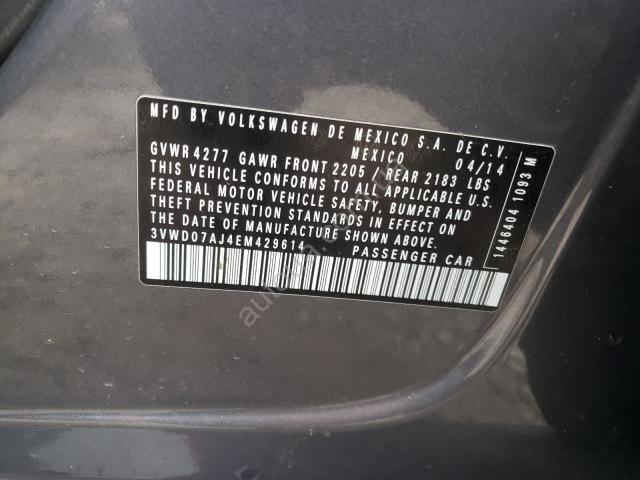 MFD BY VOLKSWAGEN DE MEXICO S.A. DE C.V.
MEXICO 04/14
GVWR 4277 GAWR FRONT 2205 / REAR 2183 LBS
THIS VEHICLE CONFORMS TO ALL APPLICABLE U.S.
FEDERAL MOTOR VEHICLE SAFETY, BUMPER AND
THEFT PREVENTION STANDARDS IN EFFECT ON
THE DATE OF MANUFACTURE SHOWN ABOVE.
3VWD07AJ4EM429614 PASSENGER CAR
1446404 1093 M